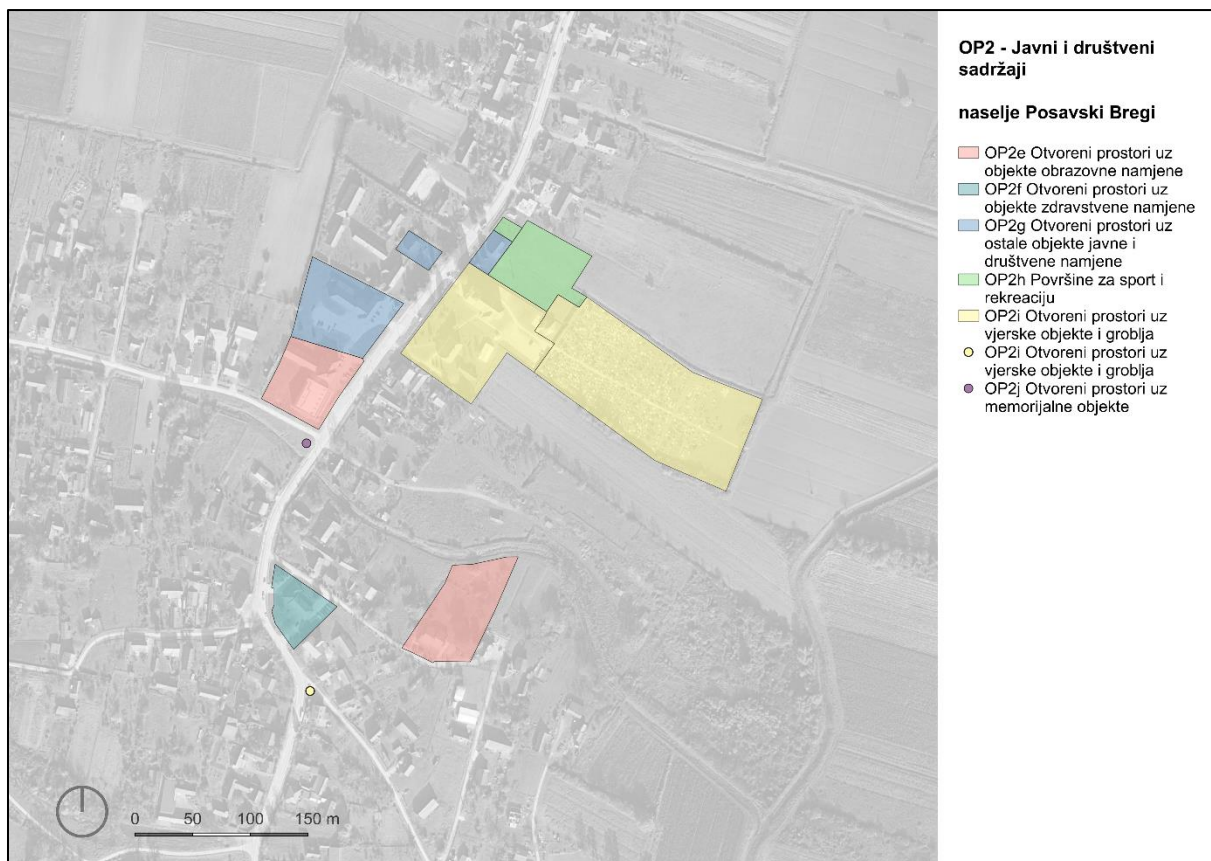 OP2 - Javni i društveni
sadržaji
naselje Posavski Bregi
OP2e Otvoreni prostori uz
objekte obrazovne namjene
OP2f Otvoreni prostori uz
objekte zdravstvene namjene
OP2g Otvoreni prostori uz
ostale objekte javne i
društvene namjene
OP2h Površine za sport i
rekreaciju
OP2i Otvoreni prostori uz
vjerske objekte i groblja
OP2i Otvoreni prostori uz
vjerske objekte i groblja
OP2j Otvoreni prostori uz
memorijalne objekte
0 50 100 150 m